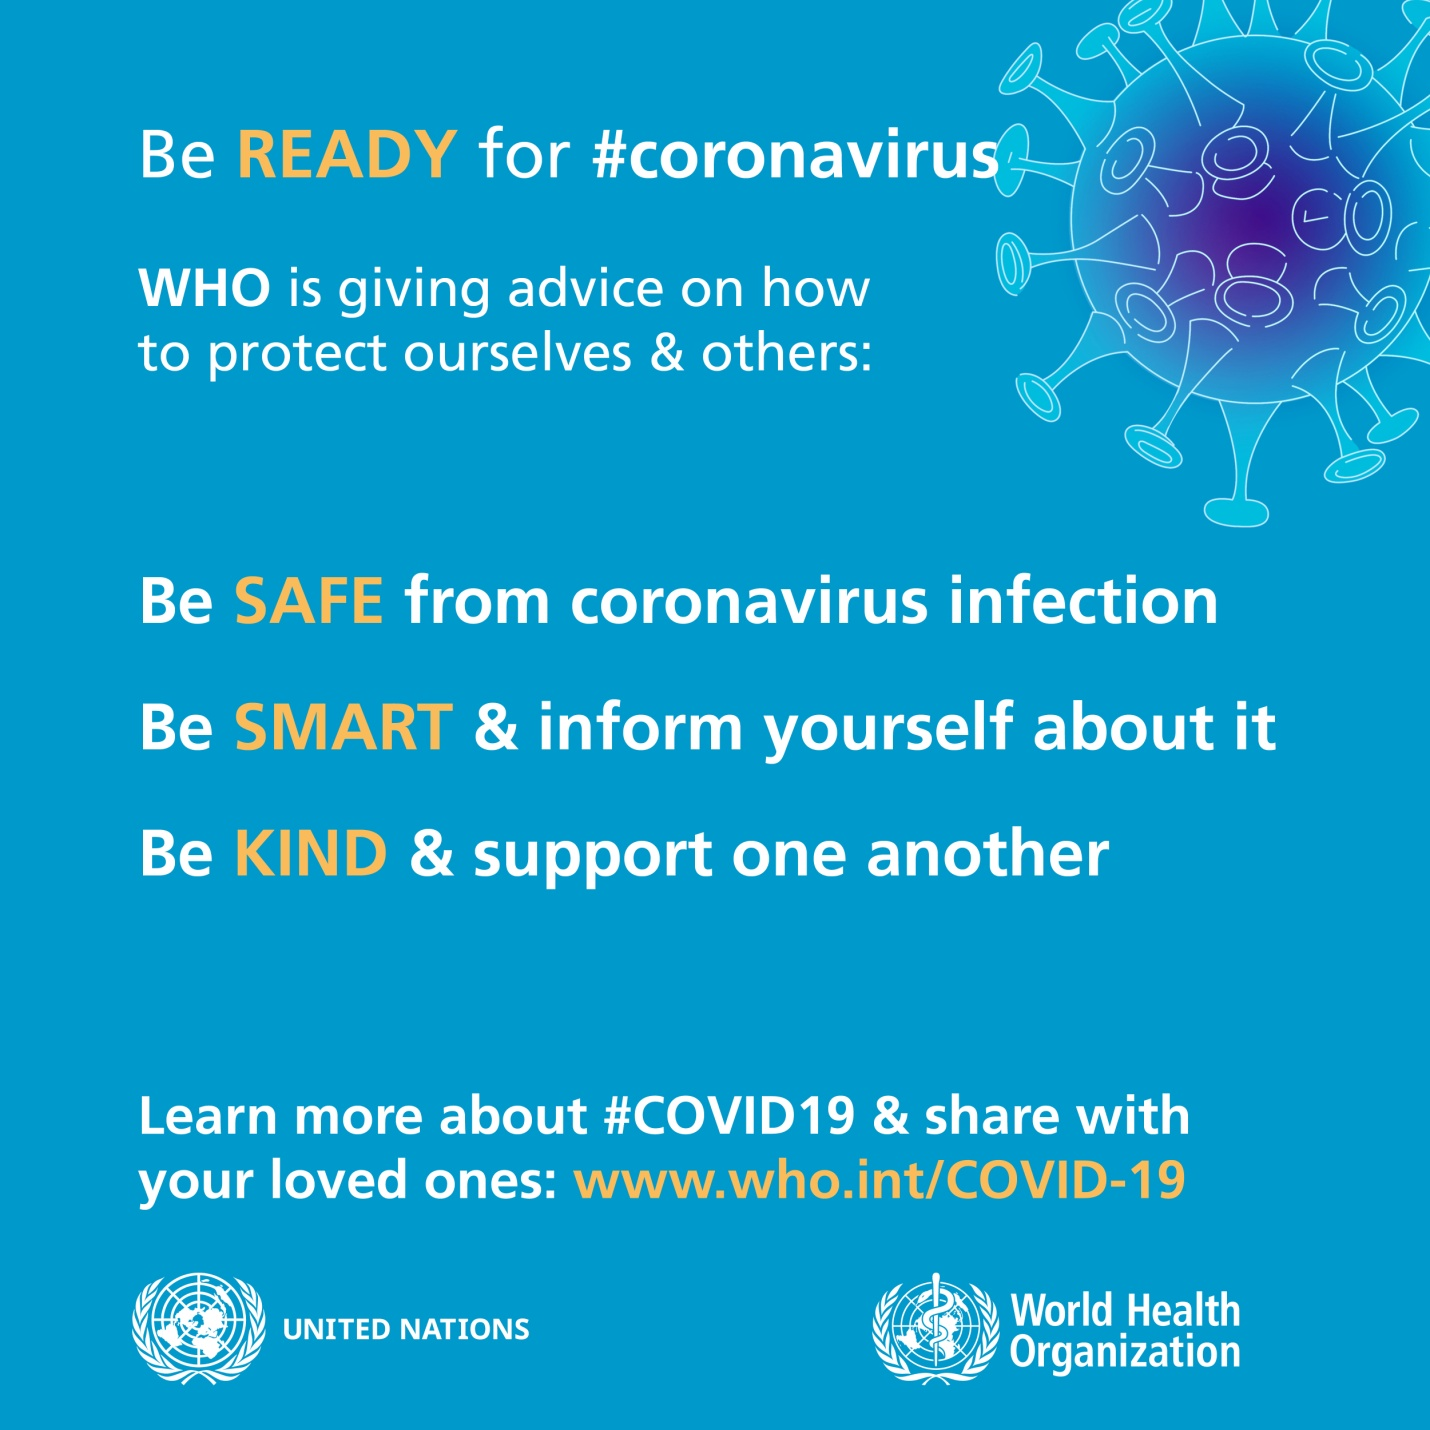 Be READY for #coronavirus
WHO is giving advice on how
to protect ourselves & others:
Be SAFE from coronavirus infection
Be SMART & inform yourself about it
Be KIND & support one another
Learn more about #COVID19 & share with
your loved ones: www.who.int/COVID-19
UNITED NATIONS
World Health
Organization